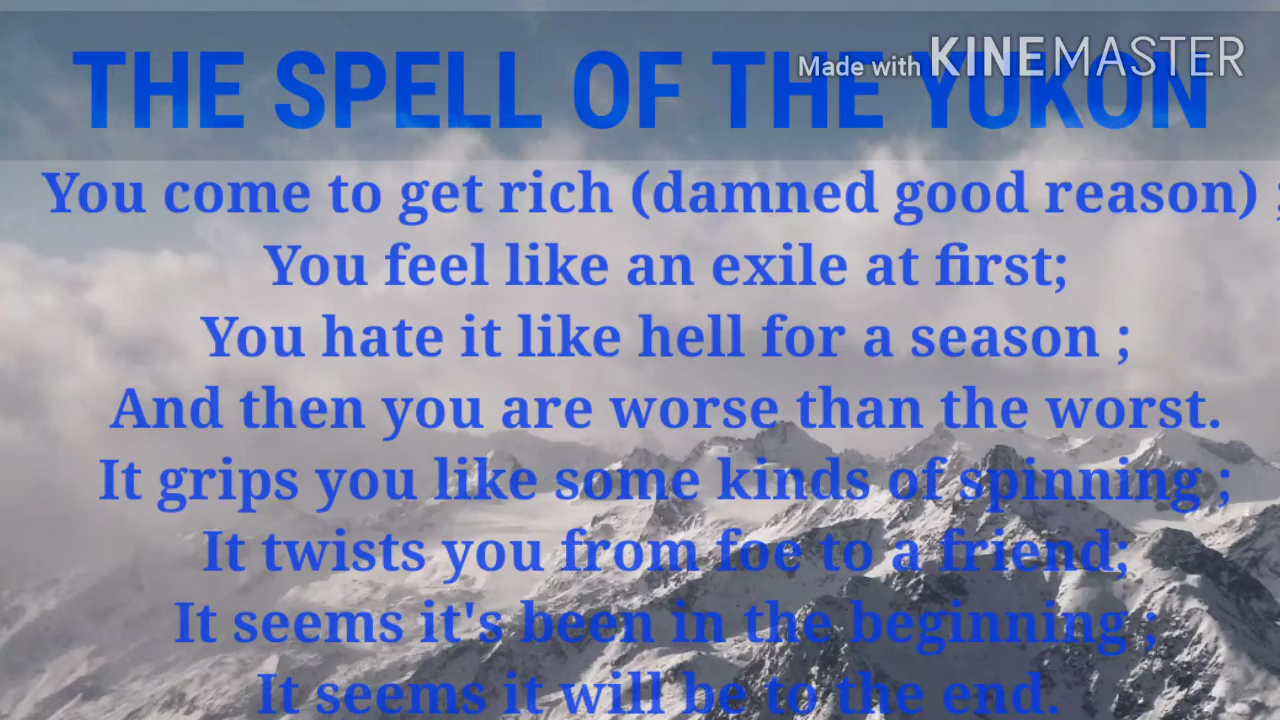 THE SPELL OF THE YUKON
Made with KINEMASTER
You come to get rich (damned good reason) ;
You feel like an exile at first;
You hate it like hell for a season ;
And then you are worse than the worst.
It grips you like some kinds of spinning ;
It twists you from foe to a friend;
It seems it's been in the beginning ;
It seems it will be to the end.